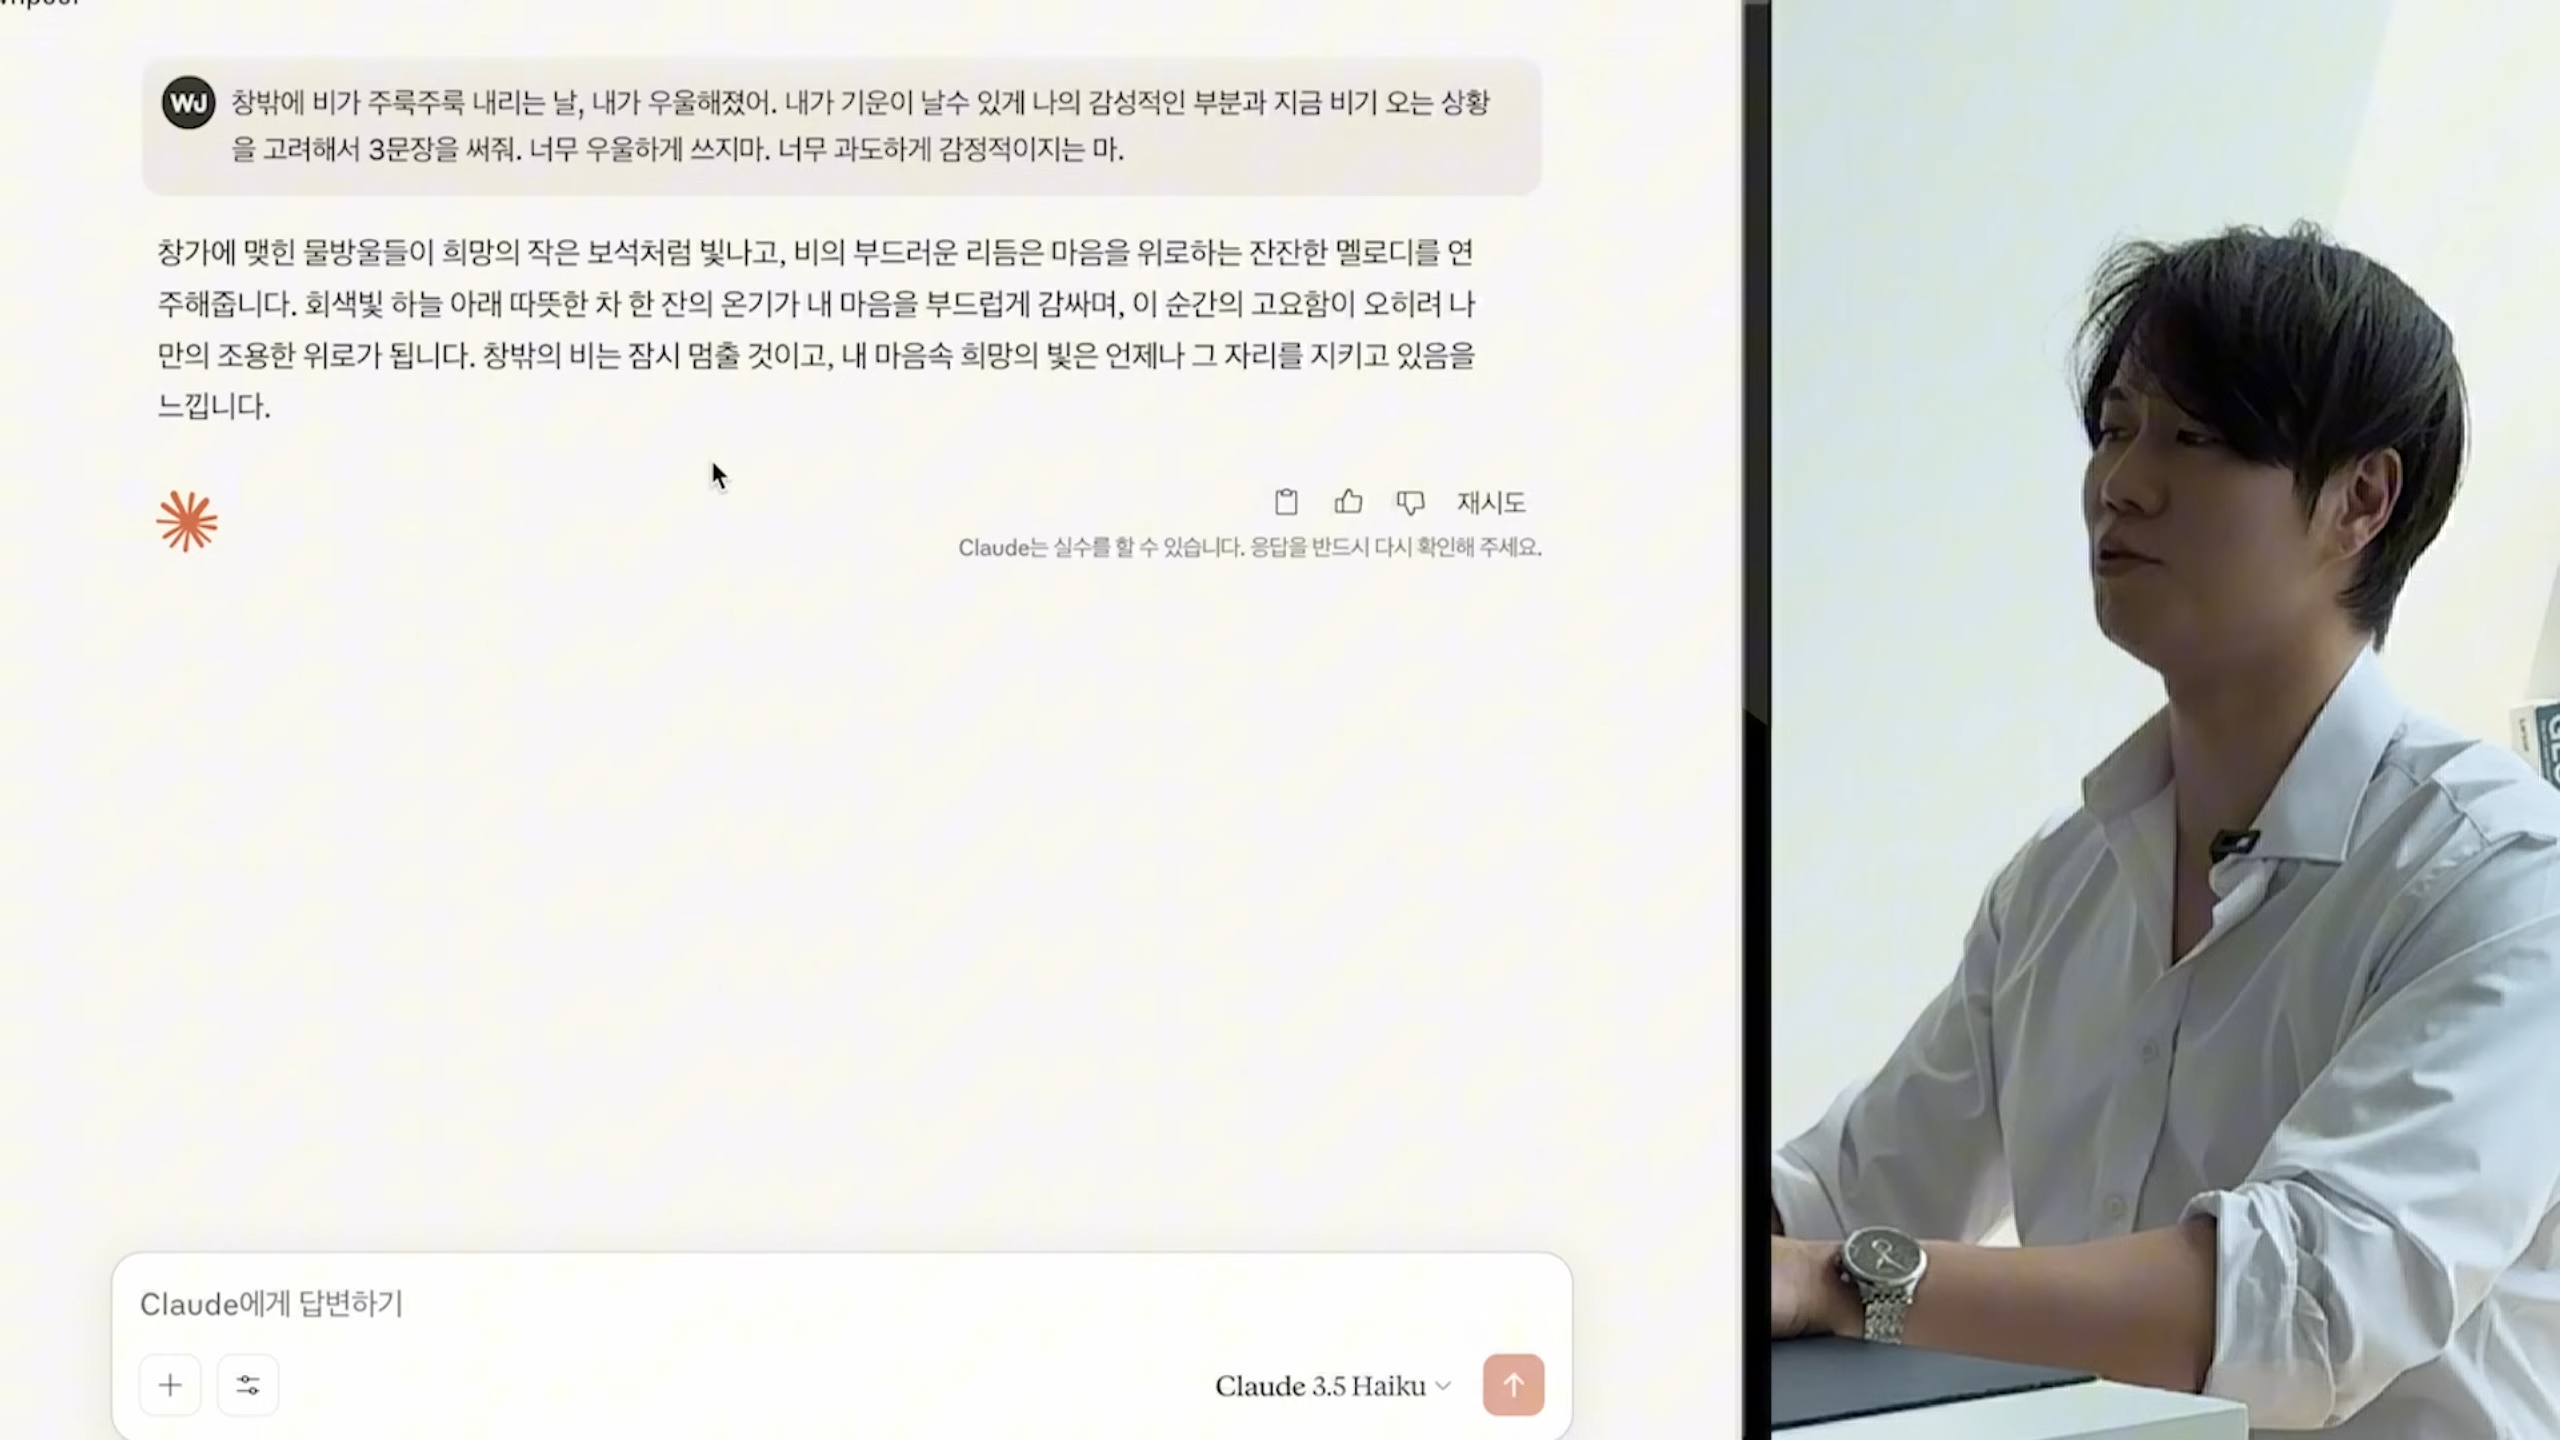 WJ
창밖에 비가 주룩주룩 내리는 날, 내가 우울해졌어. 내가 기운이 날수 있게 나의 감성적인 부분과 지금 비기 오는 상황
을 고려해서 3문장을 써줘. 너무 우울하게 쓰지마. 너무 과도하게 감정적이지는 마.
창가에 맺힌 물방울들이 희망의 작은 보석처럼 빛나고, 비의 부드러운 리듬은 마음을 위로하는 잔잔한 멜로디를 연
주해줍니다. 회색빛 하늘 아래 따뜻한 차 한 잔의 온기가 내 마음을 부드럽게 감싸며, 이 순간의 고요함이 오히려 나
만의 조용한 위로가 됩니다. 창밖의 비는 잠시 멈출 것이고, 내 마음속 희망의 빛은 언제나 그 자리를 지키고 있음을
느낍니다.
재시도
Claude는 실수를 할 수 있습니다. 응답을 반드시 다시 확인해 주세요.
Claude에게 답변하기
Claude 3.5 Haiku